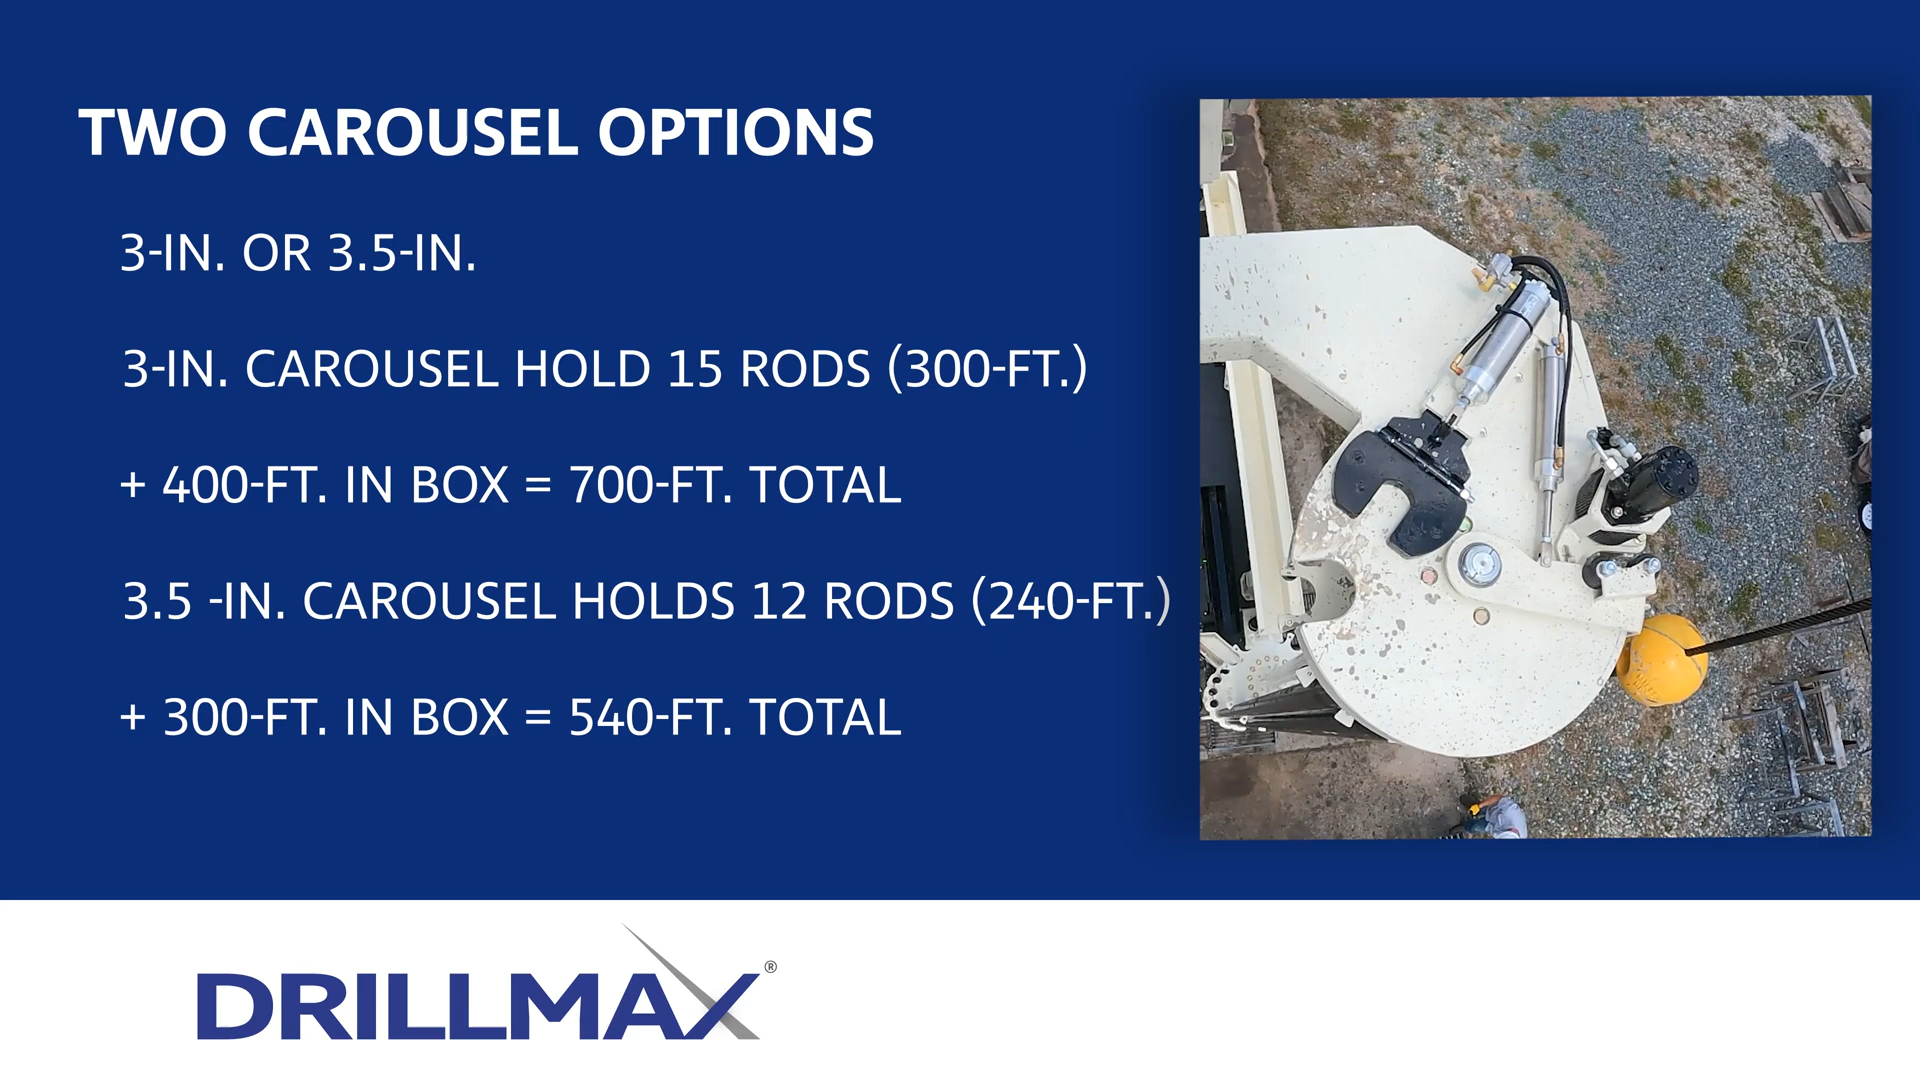 TWO CAROUSEL OPTIONS
3-IN. OR 3.5-IN.
3-IN. CAROUSEL HOLD 15 RODS (300-FT.)
+ 400-FT. IN BOX = 700-FT. TOTAL
3.5 -IN. CAROUSEL HOLDS 12 RODS (240-FT.)
+ 300-FT. IN BOX = 540-FT. TOTAL
DRILLMAX®